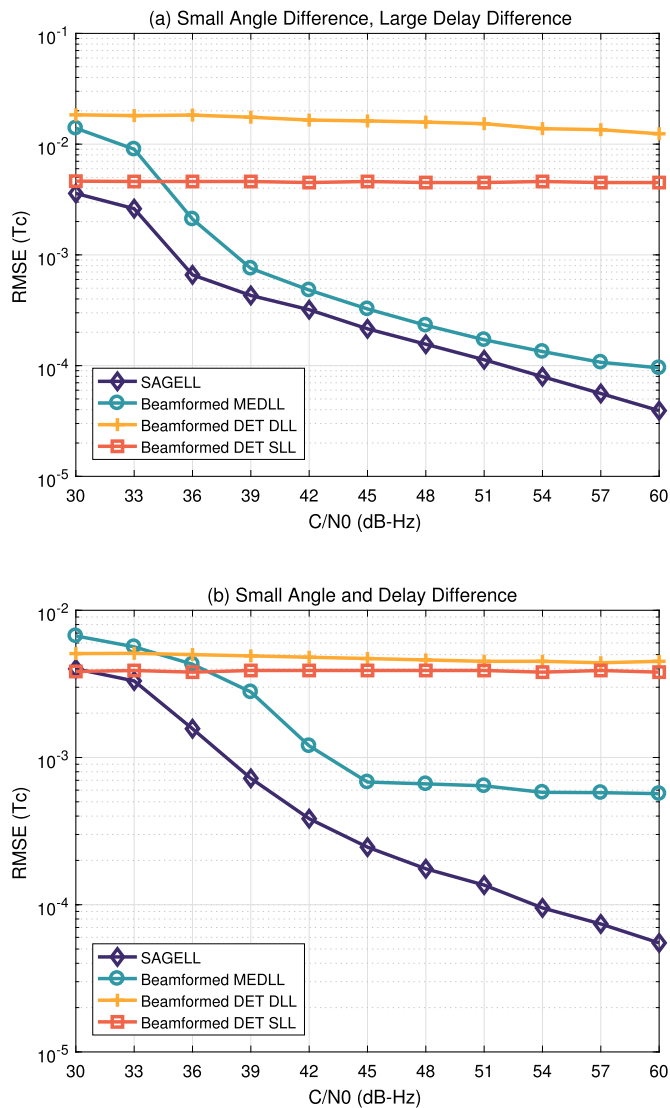 (a) Small Angle Difference, Large Delay Difference
10-1
10-2
10-3
10-4
10-5
RMSE (Tc)
SAGELL
Beamformed MEDLL
Beamformed DET DLL
Beamformed DET SLL
30 33 36 39 42 45 48 51 54 57 60
C/N0 (dB-Hz)
(b) Small Angle and Delay Difference
10-2
10-3
10-4
10-5
RMSE (Tc)
SAGELL
Beamformed MEDLL
Beamformed DET DLL
Beamformed DET SLL
30 33 36 39 42 45 48 51 54 57 60
C/N0 (dB-Hz)